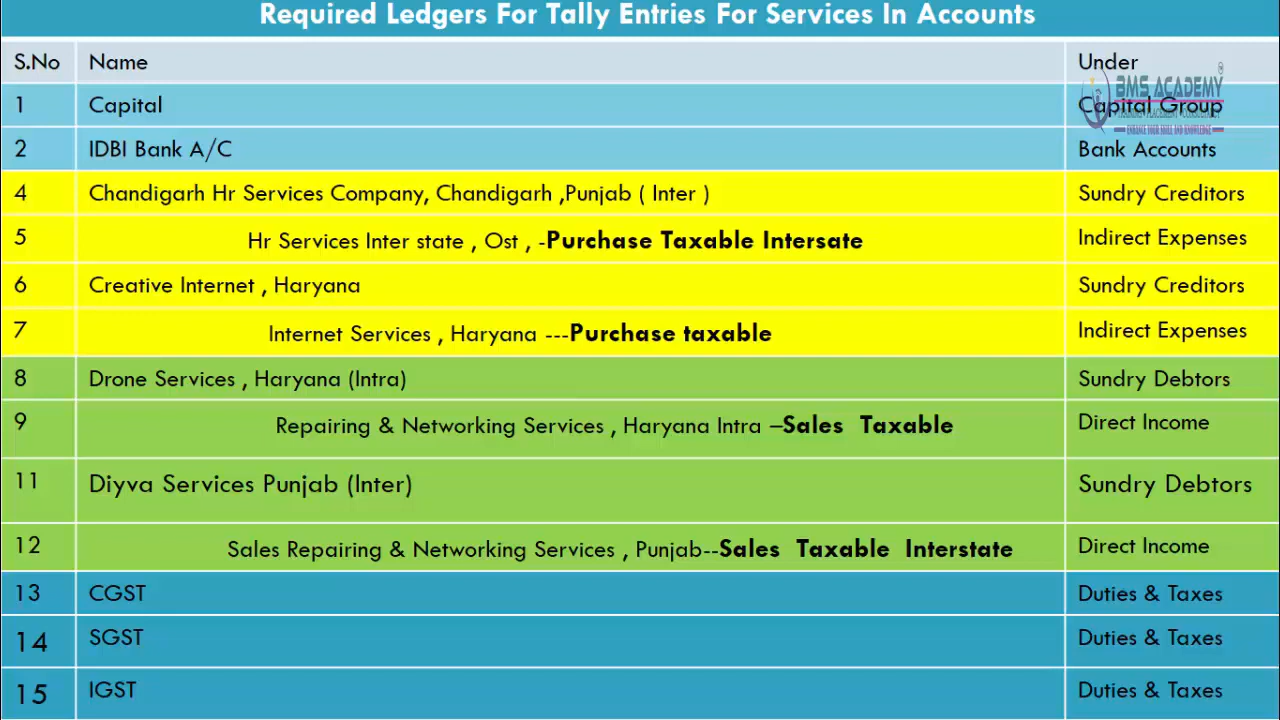 Required Ledgers For Tally Entries For Services In Accounts
S.No Name Under
1 Capital Capital Group
BMS ACADEMY
ENHANCE YOUR SKILL AND KNOWLEDGE
2 IDBI Bank A/C Bank Accounts
4 Chandigarh Hr Services Company, Chandigarh ,Punjab ( Inter ) Sundry Creditors
5 Hr Services Inter state , Ost , -Purchase Taxable Intersate Indirect Expenses
6 Creative Internet , Haryana Sundry Creditors
7 Internet Services , Haryana ---Purchase taxable Indirect Expenses
8 Drone Services , Haryana (Intra) Sundry Debtors
9 Repairing & Networking Services , Haryana Intra –Sales Taxable Direct Income
11 Diyva Services Punjab (Inter) Sundry Debtors
12 Sales Repairing & Networking Services , Punjab--Sales Taxable Interstate Direct Income
13 CGST Duties & Taxes
14 SGST Duties & Taxes
15 IGST Duties & Taxes